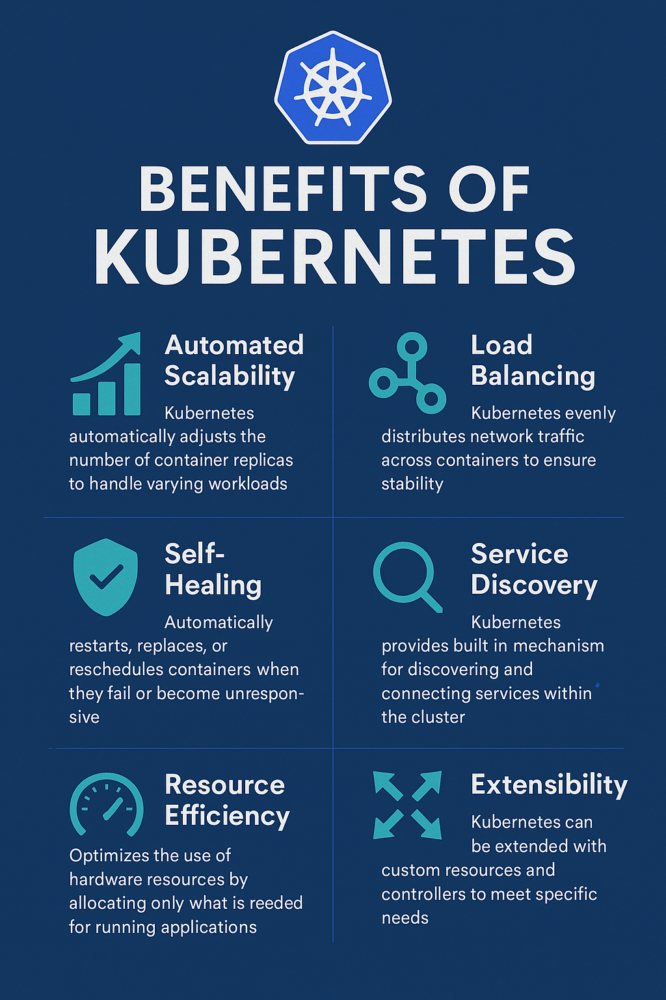 BENEFITS OF
KUBERNETES
Automated
Scalability
Kubernetes
automatically adjusts the
number of container replicas
to handle varying workloads
Load
Balancing
Kubernetes evenly
distributes network traffic
across containers to ensure
stability
Self-
Healing
Automatically
restarts, replaces, or
reschedules containers when
they fail or become unrespon-
sive
Service
Discovery
Kubernetes
provides built in mechanism
for discovering and
connecting services within
the cluster
Resource
Efficiency
Optimizes the use of
hardware resources by
allocating only what is reeded
for running applications
Extensibility
Kubernetes can
be extended with
custom resources and
controllers to meet specific
needs